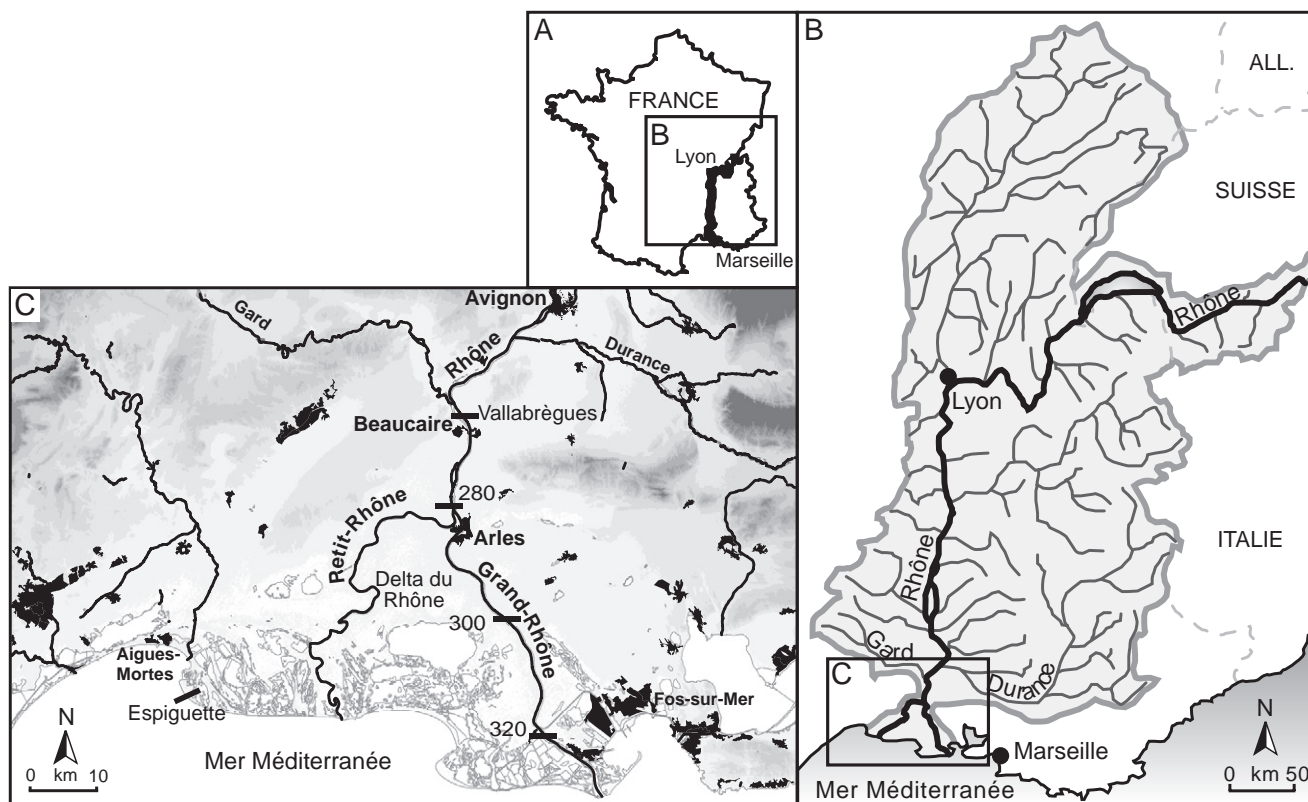 A
FRANCE
B
Lyon
Marseille
B
ALL.
SUISSE
Rhône
Lyon
ITALIE
Rhône
Gard
Durance
C
Marseille
Mer Méditerranée
N
0 km 50
C
Avignon
Gard
Rhône
Durance
Vallabrègues
Beaucaire
280
Retit-Rhône
Arles
Delta du
Rhône
Grand-Rhône
300
Aigues-
Mortes
Espiguette
Fos-sur-Mer
320
N
Mer Méditerranée
0 km 10